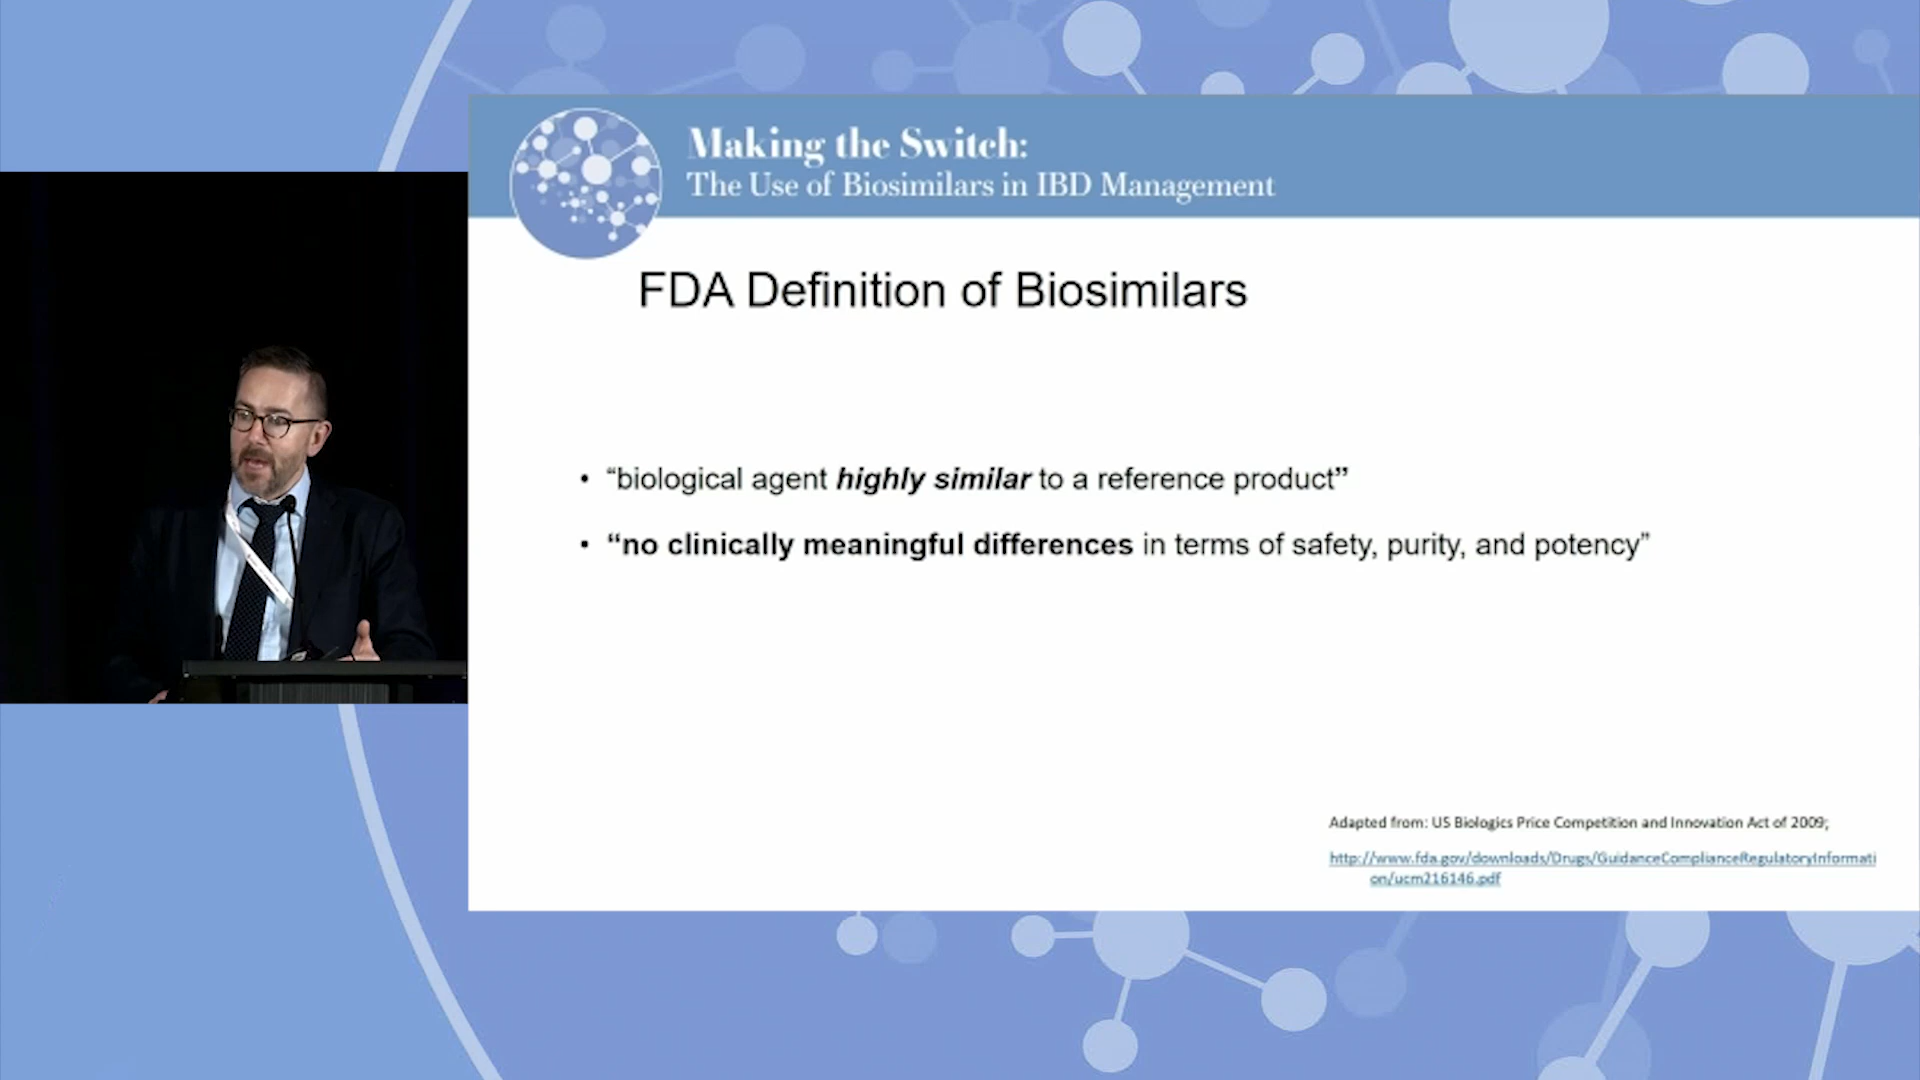 Making the Switch:
The Use of Biosimilars in IBD Management
FDA Definition of Biosimilars
• “biological agent highly similar to a reference product”
• “no clinically meaningful differences in terms of safety, purity, and potency”
Adapted from: US Biologics Price Competition and Innovation Act of 2009;
http://www.fda.gov/downloads/Drugs/GuidanceComplianceRegulatoryInformati
on/ucm216146.pdf